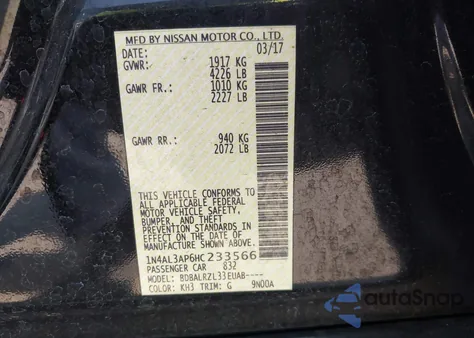 MFD BY NISSAN MOTOR CO., LTD.
03/17
GVWR: 1917 KG
4226 LB
GAWR FR.: 1010 KG
2227 LB
GAWR RR.: 940 KG
2072 LB
THIS VEHICLE CONFORMS TO
ALL APPLICABLE FEDERAL
MOTOR VEHICLE SAFETY,
BUMPER, AND THEFT
PREVENTION STANDARDS
IN EFFECT ON THE DATE OF
MANUFACTURE SHOWN ABOVE.
1N4AL3AP6HC233566
PASSENGER CAR 832
MODEL: BDBALRZL33EUAB----
COLOR: KH3 TRIM: G 9N00A
autoSnap